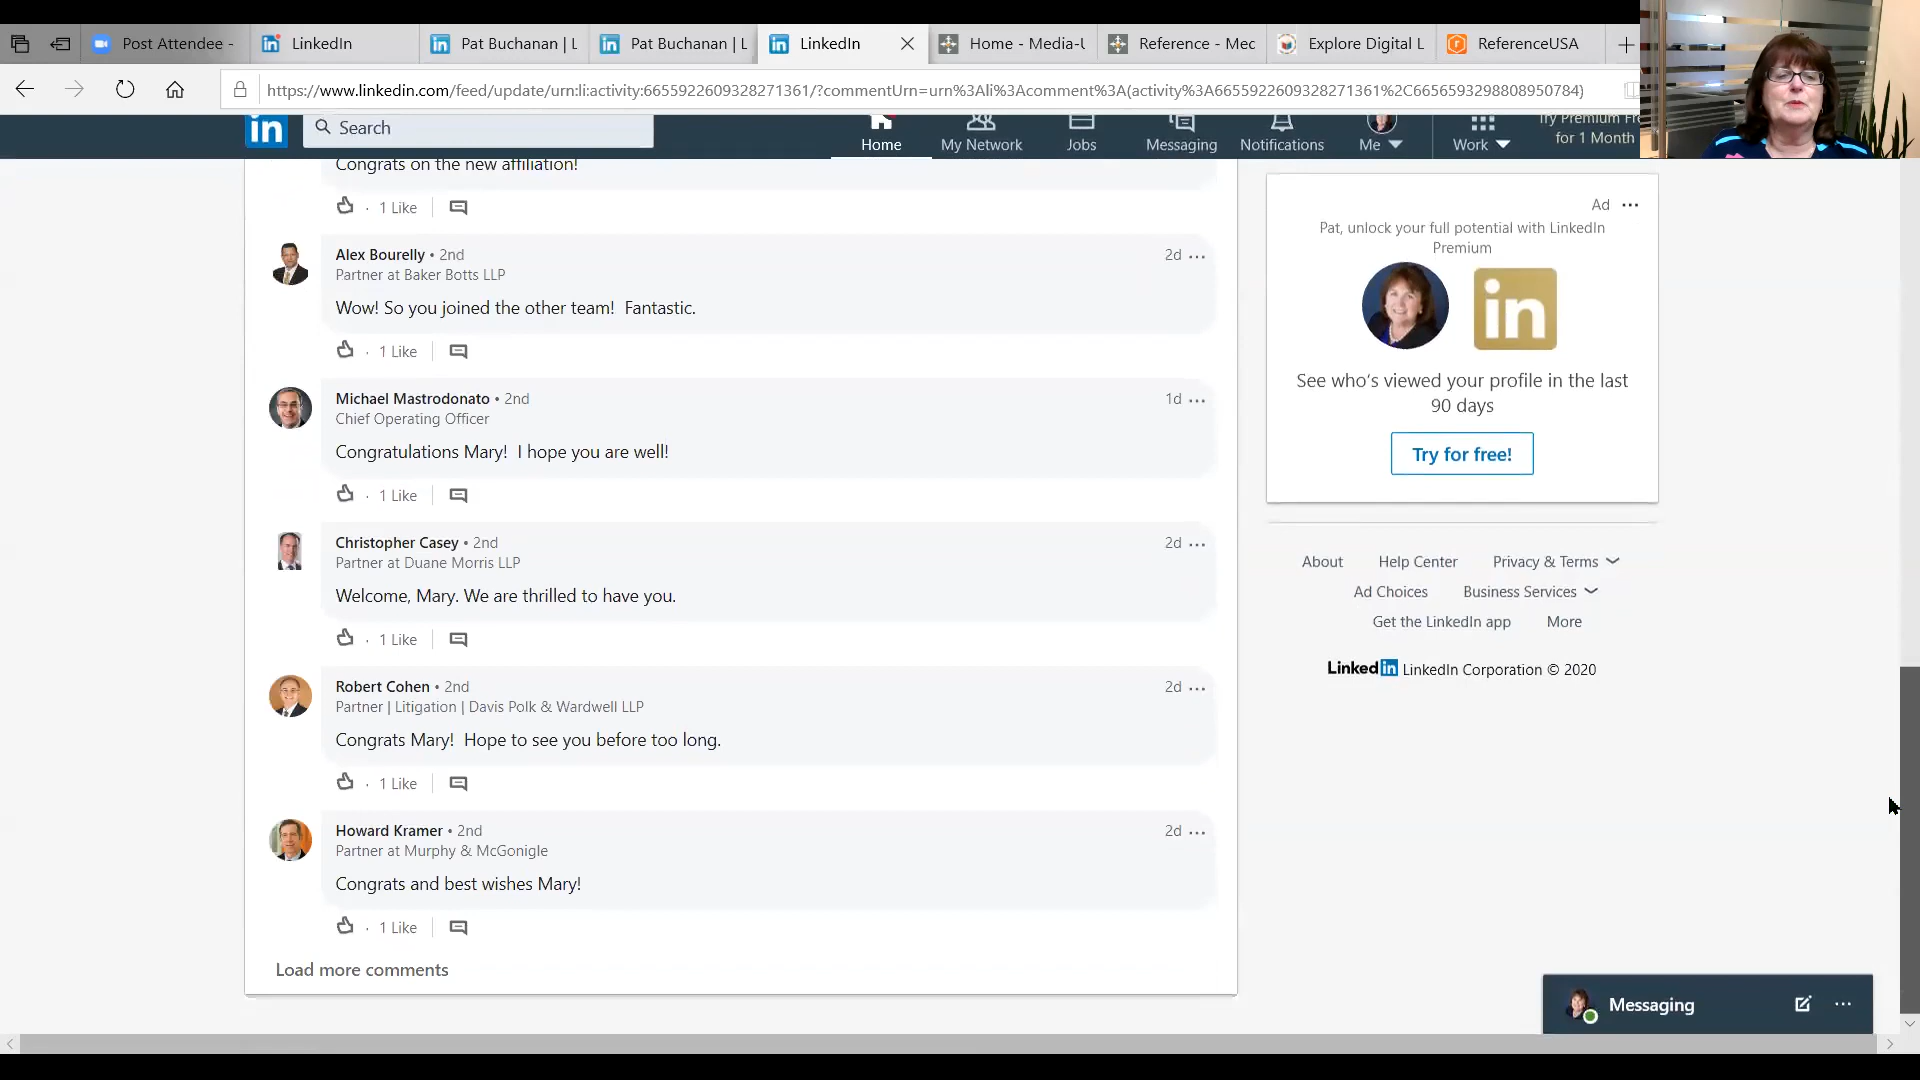 Post Attendee -
LinkedIn
Pat Buchanan | L
Pat Buchanan | L
LinkedIn
Home - Media-U
Reference - Mec
Explore Digital L
ReferenceUSA
https://www.linkedin.com/feed/update/urn:li:activity:6655922609328271361/?commentUrn=urn%3Ali%3Acomment%3A(activity%3A6655922609328271361%2C6656593298808950784)
in
Search
Home
My Network
Jobs
Messaging
Notifications
Me
Work
Try Premium Fre
for 1 Month
Congrats on the new affiliation!
· 1 Like
Alex Bourelly • 2nd
2d ...
Partner at Baker Botts LLP
Wow! So you joined the other team!  Fantastic.
· 1 Like
Michael Mastrodonato • 2nd
1d ...
Chief Operating Officer
Congratulations Mary!  I hope you are well!
· 1 Like
Christopher Casey • 2nd
2d ...
Partner at Duane Morris LLP
Welcome, Mary. We are thrilled to have you.
· 1 Like
Robert Cohen • 2nd
2d ...
Partner | Litigation | Davis Polk & Wardwell LLP
Congrats Mary!  Hope to see you before too long.
· 1 Like
Howard Kramer • 2nd
2d ...
Partner at Murphy & McGonigle
Congrats and best wishes Mary!
· 1 Like
Load more comments
Ad ...
Pat, unlock your full potential with LinkedIn
Premium
in
See who's viewed your profile in the last
90 days
Try for free!
About Help Center Privacy & Terms
Ad Choices Business Services
Get the LinkedIn app More
LinkedIn LinkedIn Corporation © 2020
Messaging ...